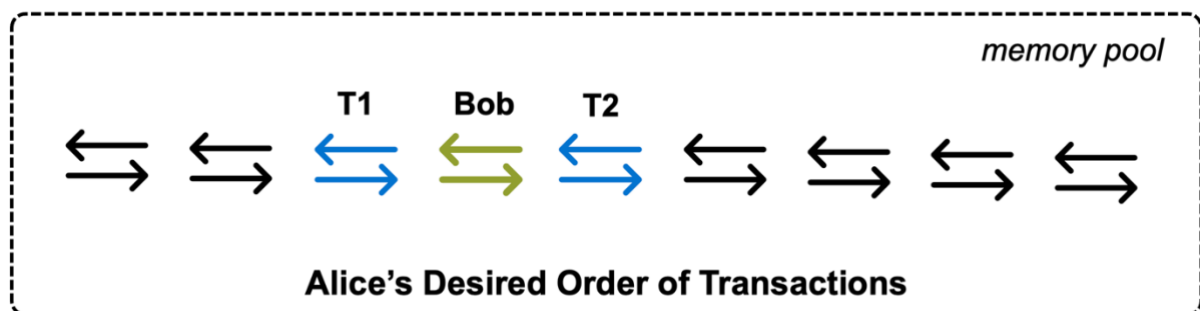 memory pool
T1 Bob T2
Alice's Desired Order of Transactions